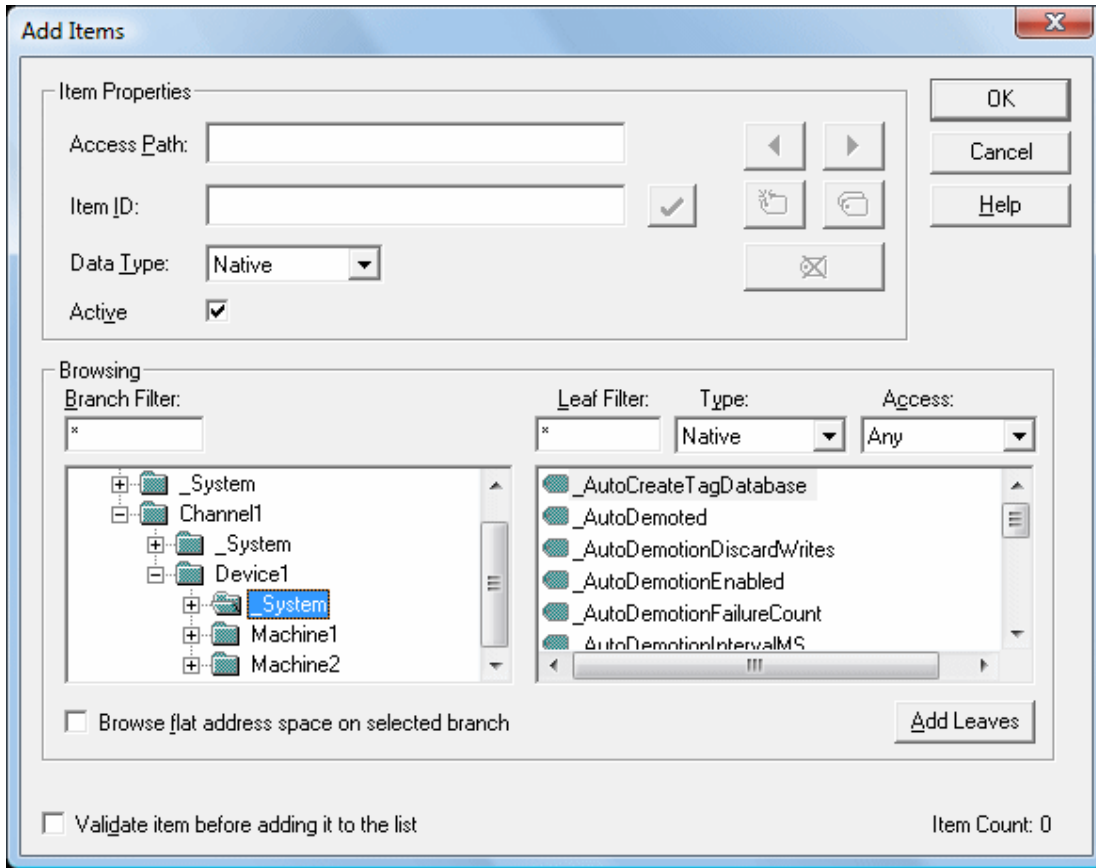 Add Items
Item Properties
Access Path:
Item ID:
Data Type: Native
Active
OK
Cancel
Help
Browsing
Branch Filter:
*
Leaf Filter: Type: Access:
* Native Any
_System
Channel1
_System
Device1
_System
Machine1
Machine2
_AutoCreateTagDatabase
_AutoDemoted
_AutoDemotionDiscardWrites
_AutoDemotionEnabled
_AutoDemotionFailureCount
_AutoDemotionIntervalMS
Browse flat address space on selected branch
Add Leaves
Validate item before adding it to the list
Item Count: 0